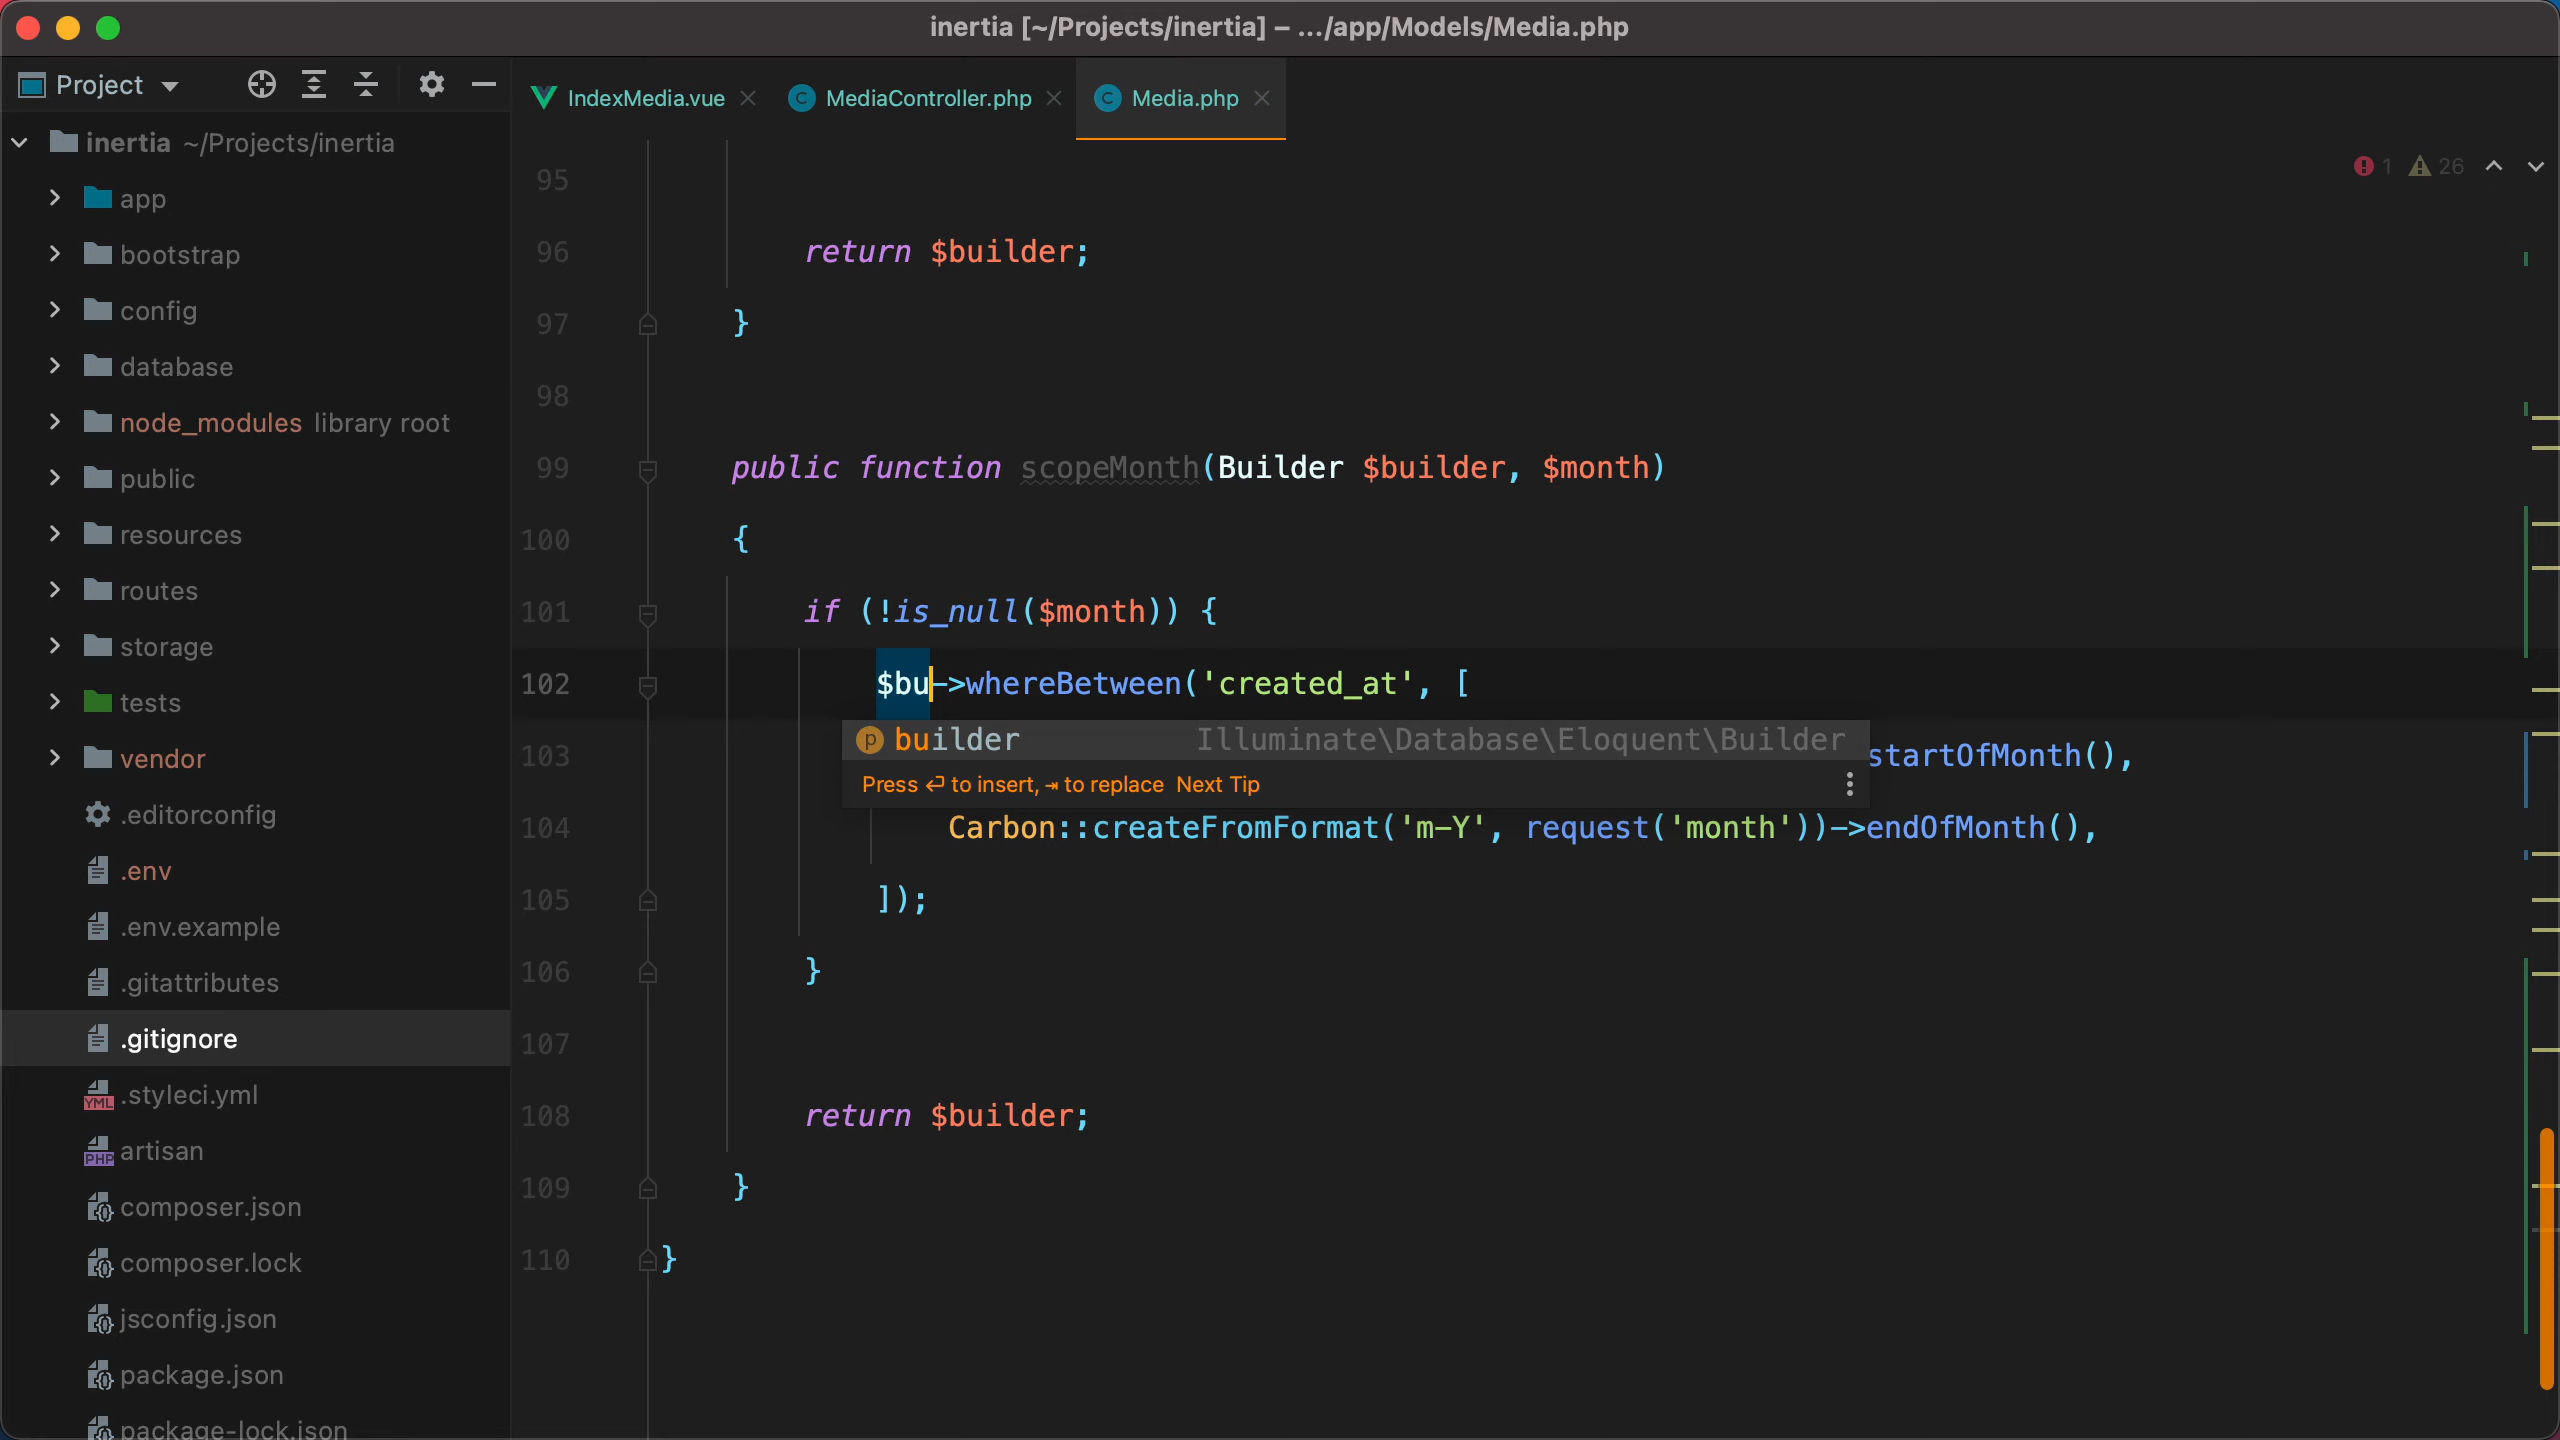 inertia [~/Projects/inertia] – .../app/Models/Media.php
Project
IndexMedia.vue
MediaController.php
Media.php
inertia ~/Projects/inertia
app
bootstrap
config
database
node_modules library root
public
resources
routes
storage
tests
vendor
.editorconfig
.env
.env.example
.gitattributes
.gitignore
.styleci.yml
artisan
composer.json
composer.lock
jsconfig.json
package.json
package-lock.json
1 26
95
96 return $builder;
97 }
98
99 public function scopeMonth(Builder $builder, $month)
100 {
101 if (!is_null($month)) {
102 $bu->whereBetween('created_at', [
builder Illuminate\Database\Eloquent\Builder
103 startOfMonth(),
Press ⏎ to insert, ⇥ to replace Next Tip
104 Carbon::createFromFormat('m-Y', request('month'))->endOfMonth(),
105 ]);
106 }
107
108 return $builder;
109 }
110 }